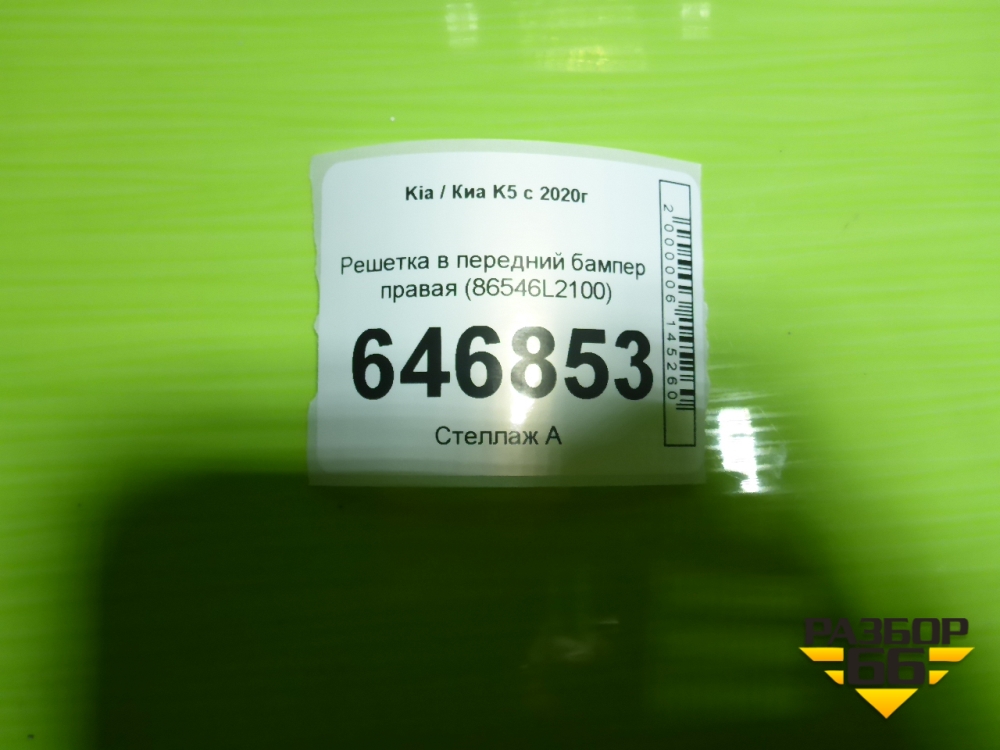 Kia / Киа K5 с 2020г
Решетка в передний бампер
правая (86546L2100)
646853
Стеллаж А
2000006145260
РАЗБОР
66